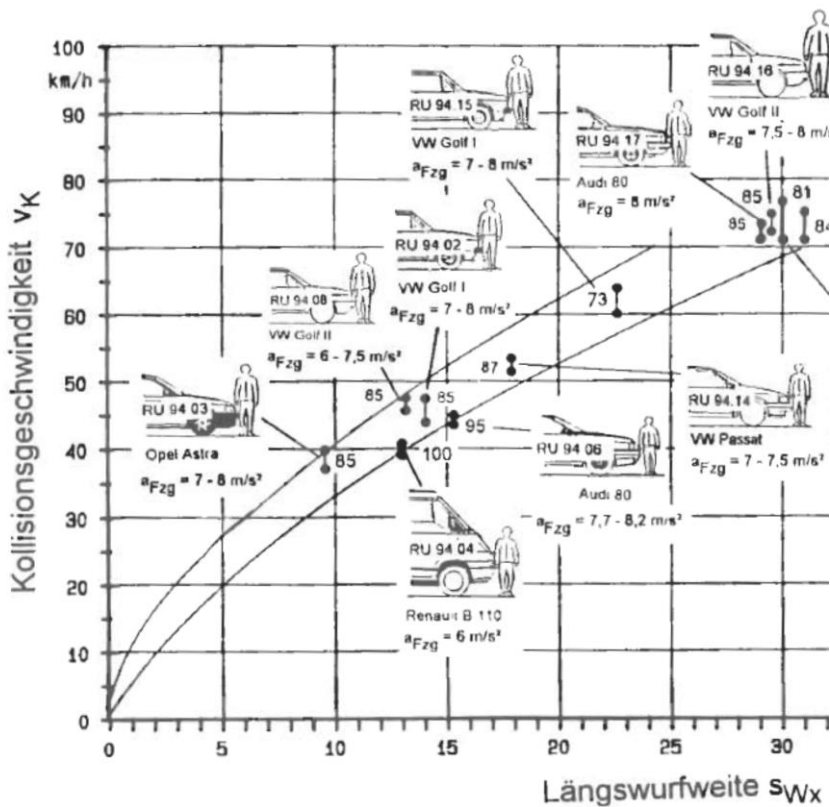 100
km/h
90
80
70
60
50
40
30
20
10
0
Kollisionsgeschwindigkeit vK
0
5
10
15
20
25
30
Längswurfweite sWx
RU 94.15
VW Golf I
aFzg = 7 - 8 m/s²
RU 94 16
VW Golf II
aFzg = 7,5 - 8 m/s
RU 94 17
Audi 80
aFzg = 8 m/s²
RU 94 02
VW Golf I
aFzg = 7 - 8 m/s²
RU 94 08
VW Golf II
aFzg = 6 - 7,5 m/s²
RU 94 03
Opel Astra
aFzg = 7 - 8 m/s²
RU 94.14
VW Passat
aFzg = 7 - 7,5 m/s²
RU 94 06
Audi 80
aFzg = 7,7 - 8,2 m/s²
RU 94 04
Renault B 110
aFzg = 6 m/s²
85
81
85
84
73
87
85
85
95
100
85